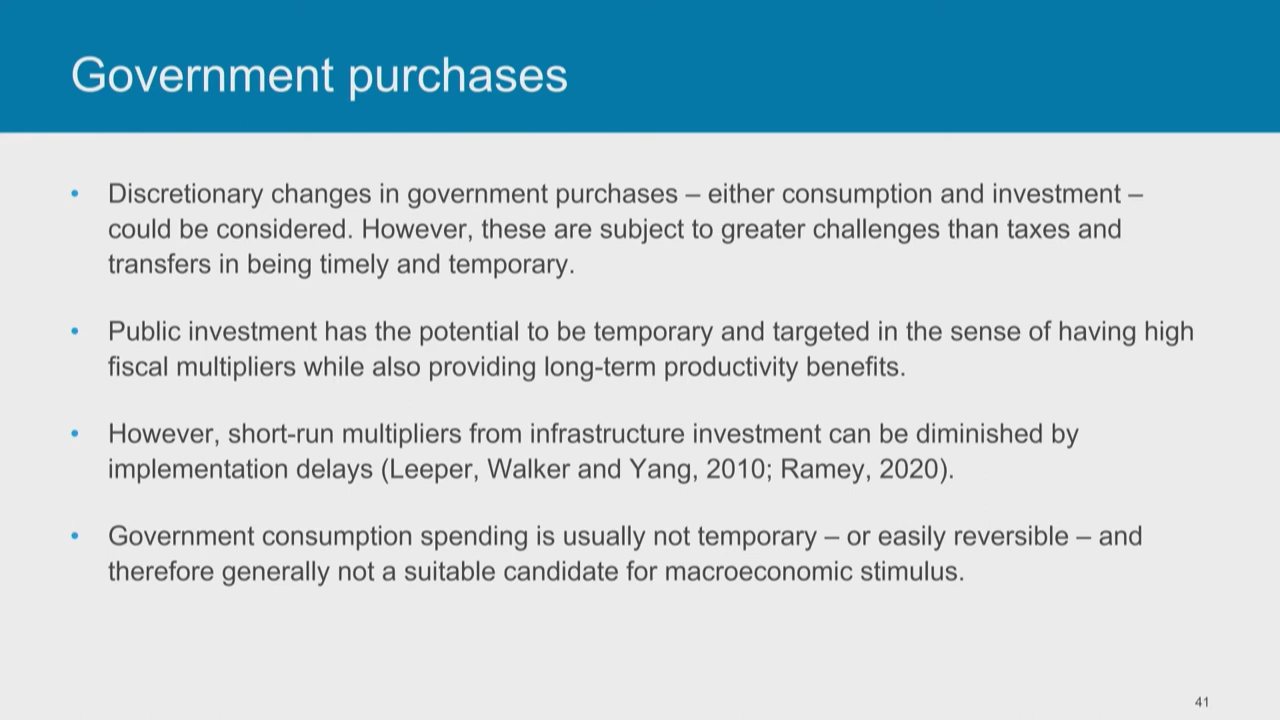 Government purchases
• Discretionary changes in government purchases – either consumption and investment –
could be considered. However, these are subject to greater challenges than taxes and
transfers in being timely and temporary.
• Public investment has the potential to be temporary and targeted in the sense of having high
fiscal multipliers while also providing long-term productivity benefits.
• However, short-run multipliers from infrastructure investment can be diminished by
implementation delays (Leeper, Walker and Yang, 2010; Ramey, 2020).
• Government consumption spending is usually not temporary – or easily reversible – and
therefore generally not a suitable candidate for macroeconomic stimulus.
41